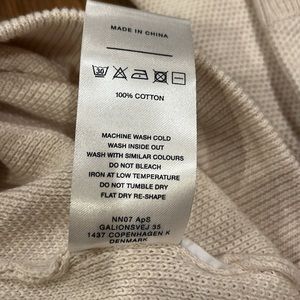 MADE IN CHINA
30
100% COTTON
MACHINE WASH COLD
WASH INSIDE OUT
WASH WITH SIMILAR COLOURS
DO NOT BLEACH
IRON AT LOW TEMPERATURE
DO NOT TUMBLE DRY
FLAT DRY RE-SHAPE
NN07 ApS
GALIONSVEJ 35
1437 COPENHAGEN K
DENMARK